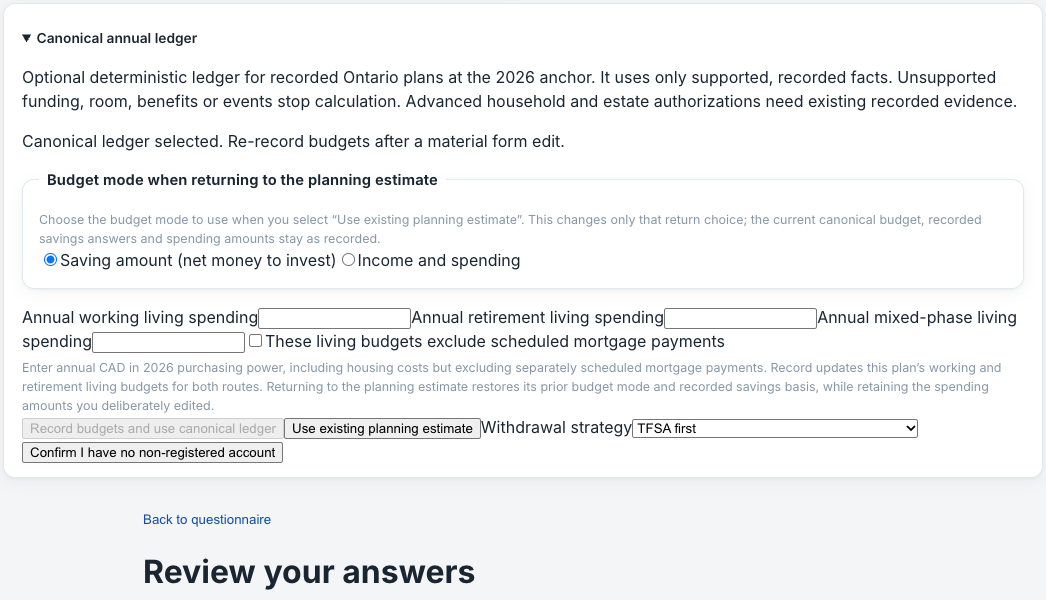 ▼ Canonical annual ledger
Optional deterministic ledger for recorded Ontario plans at the 2026 anchor. It uses only supported, recorded facts. Unsupported
funding, room, benefits or events stop calculation. Advanced household and estate authorizations need existing recorded evidence.
Canonical ledger selected. Re-record budgets after a material form edit.
Budget mode when returning to the planning estimate
Choose the budget mode to use when you select “Use existing planning estimate”. This changes only that return choice; the current canonical budget, recorded
savings answers and spending amounts stay as recorded.
Saving amount (net money to invest) Income and spending
Annual working living spending Annual retirement living spending Annual mixed-phase living
spending These living budgets exclude scheduled mortgage payments
Enter annual CAD in 2026 purchasing power, including housing costs but excluding separately scheduled mortgage payments. Record updates this plan’s working and
retirement living budgets for both routes. Returning to the planning estimate restores its prior budget mode and recorded savings basis, while retaining the spending
amounts you deliberately edited.
Record budgets and use canonical ledger Use existing planning estimate Withdrawal strategy TFSA first
Confirm I have no non-registered account
Back to questionnaire
Review your answers